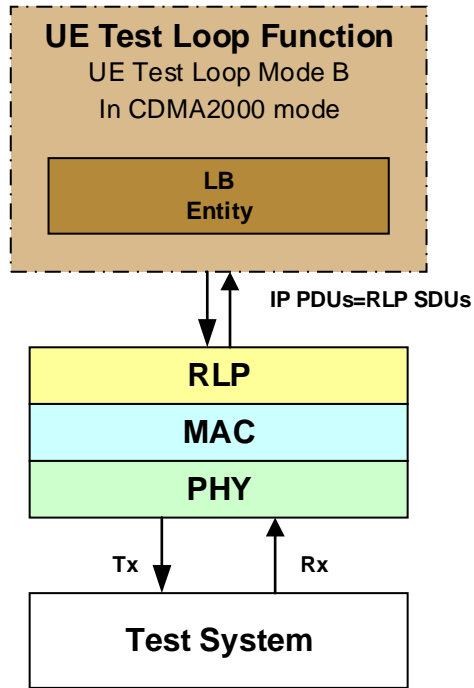 UE Test Loop Function
UE Test Loop Mode B
In CDMA2000 mode
LB
Entity
IP PDUs=RLP SDUs
RLP
MAC
PHY
Tx
Rx
Test System